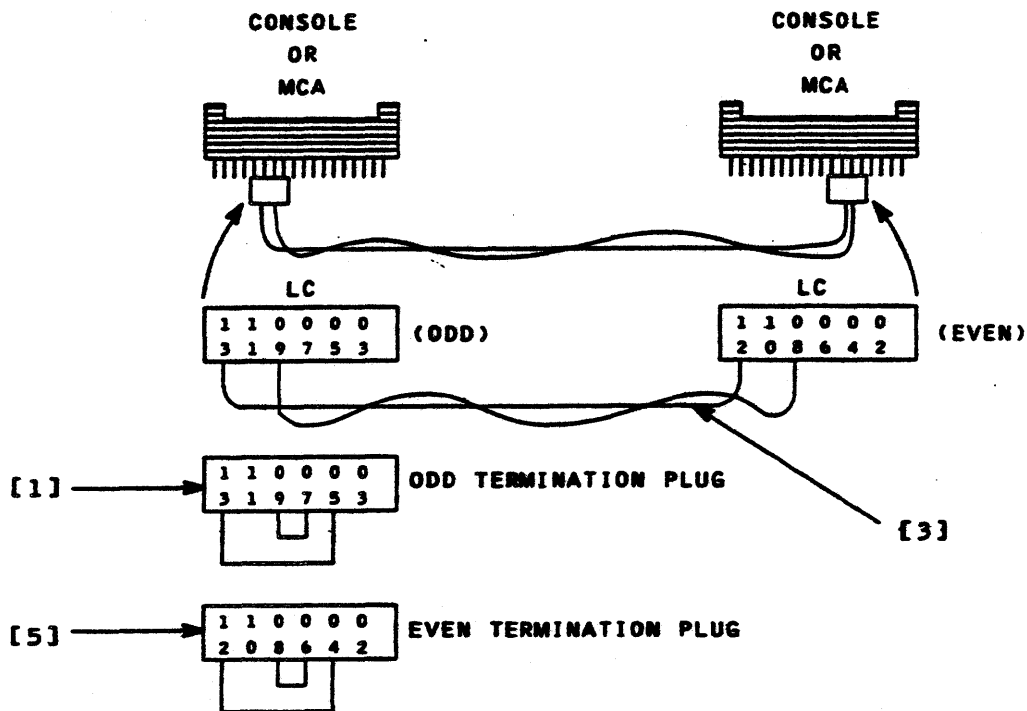 CONSOLE
OR
MCA
CONSOLE
OR
MCA
LC
1 1 0 0 0 0
3 1 9 7 5 3
(ODD)
LC
1 1 0 0 0 0
2 0 8 6 4 2
(EVEN)
[1]
1 1 0 0 0 0
3 1 9 7 5 3
ODD TERMINATION PLUG
[3]
[5]
1 1 0 0 0 0
2 0 8 6 4 2
EVEN TERMINATION PLUG